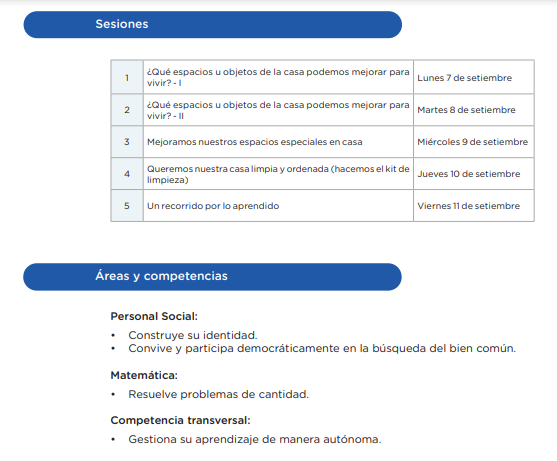 Sesiones
1
¿Qué espacios u objetos de la casa podemos mejorar para
vivir? - I
Lunes 7 de setiembre
2
¿Qué espacios u objetos de la casa podemos mejorar para
vivir? - II
Martes 8 de setiembre
3
Mejoramos nuestros espacios especiales en casa
Miércoles 9 de setiembre
4
Queremos nuestra casa limpia y ordenada (hacemos el kit de
limpieza)
Jueves 10 de setiembre
5
Un recorrido por lo aprendido
Viernes 11 de setiembre
Áreas y competencias
Personal Social:
• Construye su identidad.
• Convive y participa democráticamente en la búsqueda del bien común.
Matemática:
• Resuelve problemas de cantidad.
Competencia transversal:
• Gestiona su aprendizaje de manera autónoma.